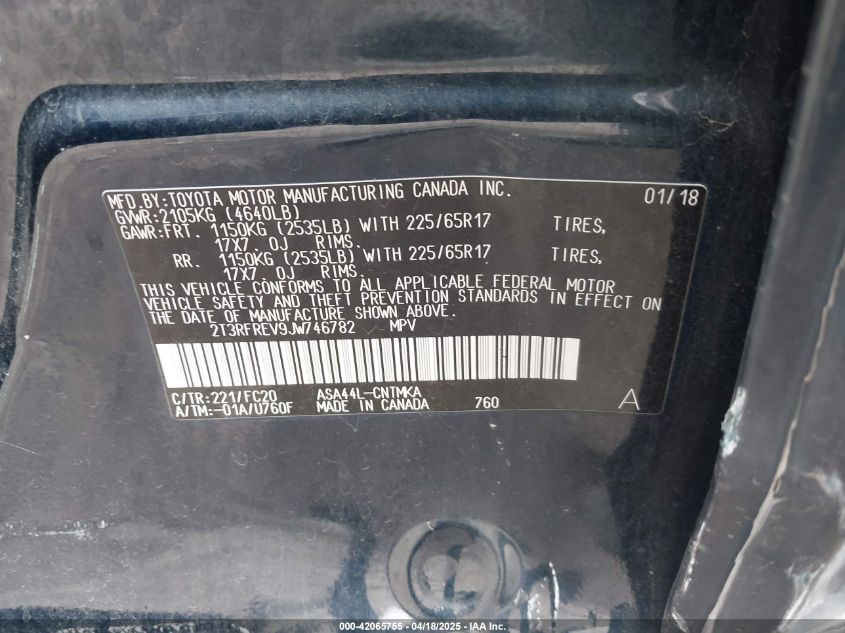 MFD.BY:TOYOTA MOTOR MANUFACTURING CANADA INC. 01/18
GVWR:2105KG (4640LB)
GAWR:FRT. 1150KG (2535LB) WITH 225/65R17 TIRES,
17X7.0J RIMS.
RR. 1150KG (2535LB) WITH 225/65R17 TIRES,
17X7.0J RIMS.
THIS VEHICLE CONFORMS TO ALL APPLICABLE FEDERAL MOTOR
VEHICLE SAFETY AND THEFT PREVENTION STANDARDS IN EFFECT ON
THE DATE OF MANUFACTURE SHOWN ABOVE.
2T3RFREV9JW746782 MPV
C/TR:221/FC20 ASA44L-CNTMKA
A/TM:-01A/U760F MADE IN CANADA 760 A
000-42065755 - 04/18/2025 - IAA Inc.